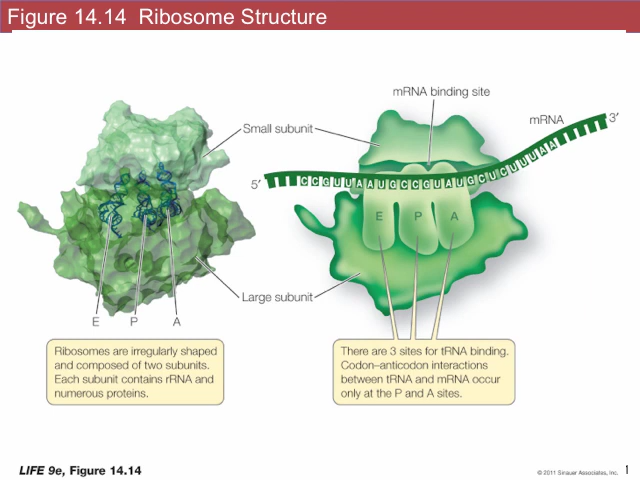 Figure 14.14 Ribosome Structure
mRNA binding site
Small subunit
mRNA
3′
5′
CCGUUAAUGCCGUAUGCUCUUUAA
E P A
Large subunit
E P A
Ribosomes are irregularly shaped
and composed of two subunits.
Each subunit contains rRNA and
numerous proteins.
There are 3 sites for tRNA binding.
Codon–anticodon interactions
between tRNA and mRNA occur
only at the P and A sites.
LIFE 9e, Figure 14.14
© 2011 Sinauer Associates, Inc.
1